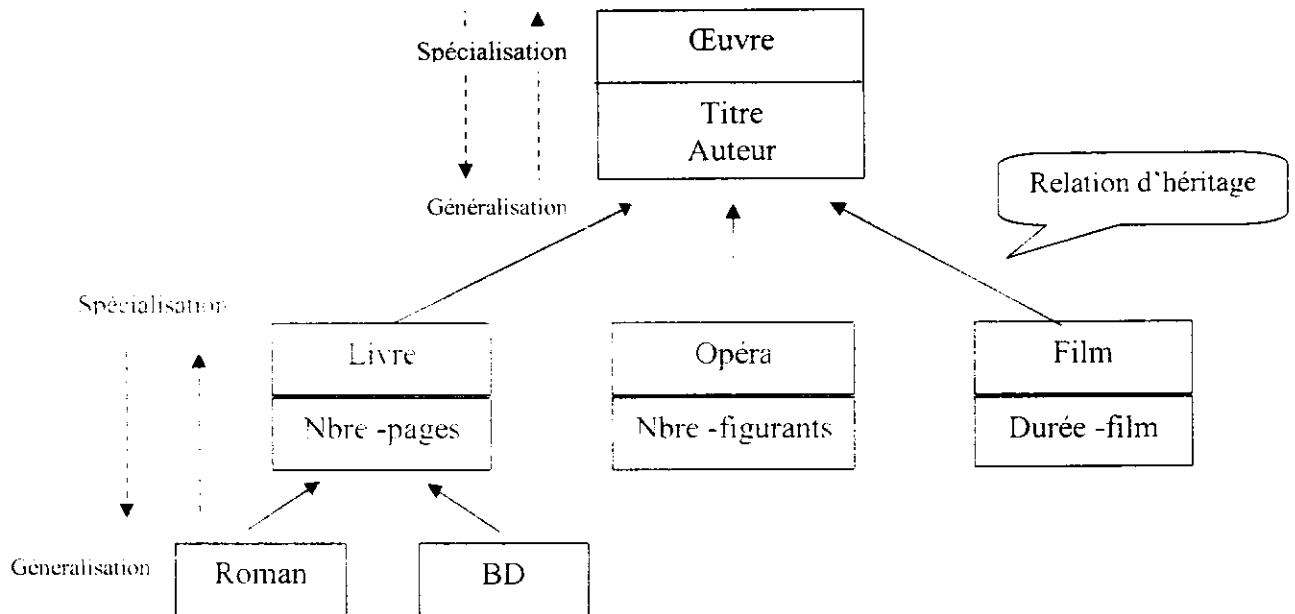 Œuvre
Spécialisation
Titre
Auteur
Relation d'héritage
Généralisation
Spécialisation
Livre
Opéra
Film
Nbre -pages
Nbre -figurants
Durée -film
Géneralisation
Roman
BD